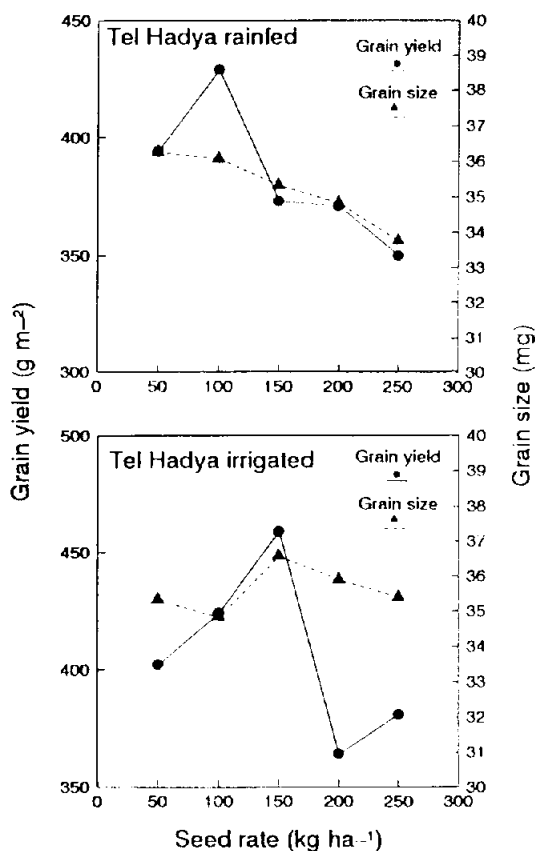 Tel Hadya rainfed
Grain yield
Grain size
450
400
350
300
40
39
38
37
36
35
34
33
32
31
30
0 50 100 150 200 250 300
Grain yield (g m–2)
Grain size (mg)
Tel Hadya irrigated
Grain yield
Grain size
500
450
400
350
40
39
38
37
36
35
34
33
32
31
30
0 50 100 150 200 250 300
Seed rate (kg ha–1)